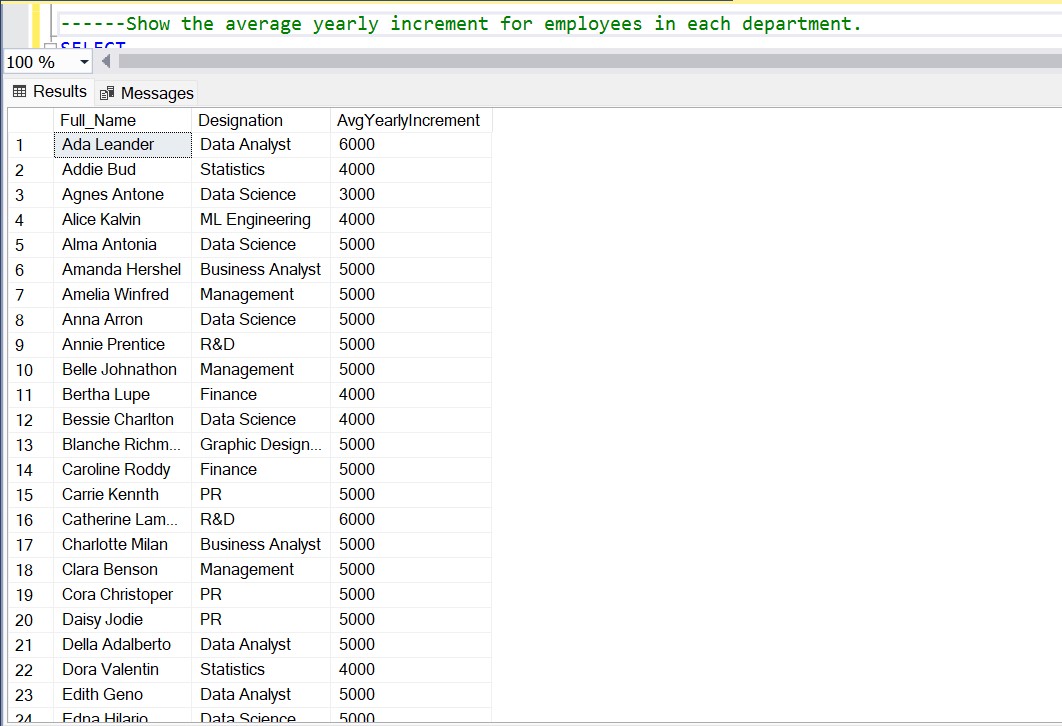 ------Show the average yearly increment for employees in each department.
SELECT
100 %
Results Messages
Full_Name Designation AvgYearlyIncrement
1 Ada Leander Data Analyst 6000
2 Addie Bud Statistics 4000
3 Agnes Antone Data Science 3000
4 Alice Kalvin ML Engineering 4000
5 Alma Antonia Data Science 5000
6 Amanda Hershel Business Analyst 5000
7 Amelia Winfred Management 5000
8 Anna Arron Data Science 5000
9 Annie Prentice R&D 5000
10 Belle Johnathon Management 5000
11 Bertha Lupe Finance 4000
12 Bessie Charlton Data Science 4000
13 Blanche Richm... Graphic Design... 5000
14 Caroline Roddy Finance 5000
15 Carrie Kennth PR 5000
16 Catherine Lam... R&D 6000
17 Charlotte Milan Business Analyst 5000
18 Clara Benson Management 5000
19 Cora Christoper PR 5000
20 Daisy Jodie PR 5000
21 Della Adalberto Data Analyst 5000
22 Dora Valentin Statistics 4000
23 Edith Geno Data Analyst 5000
24 Edna Hilario Data Science 5000